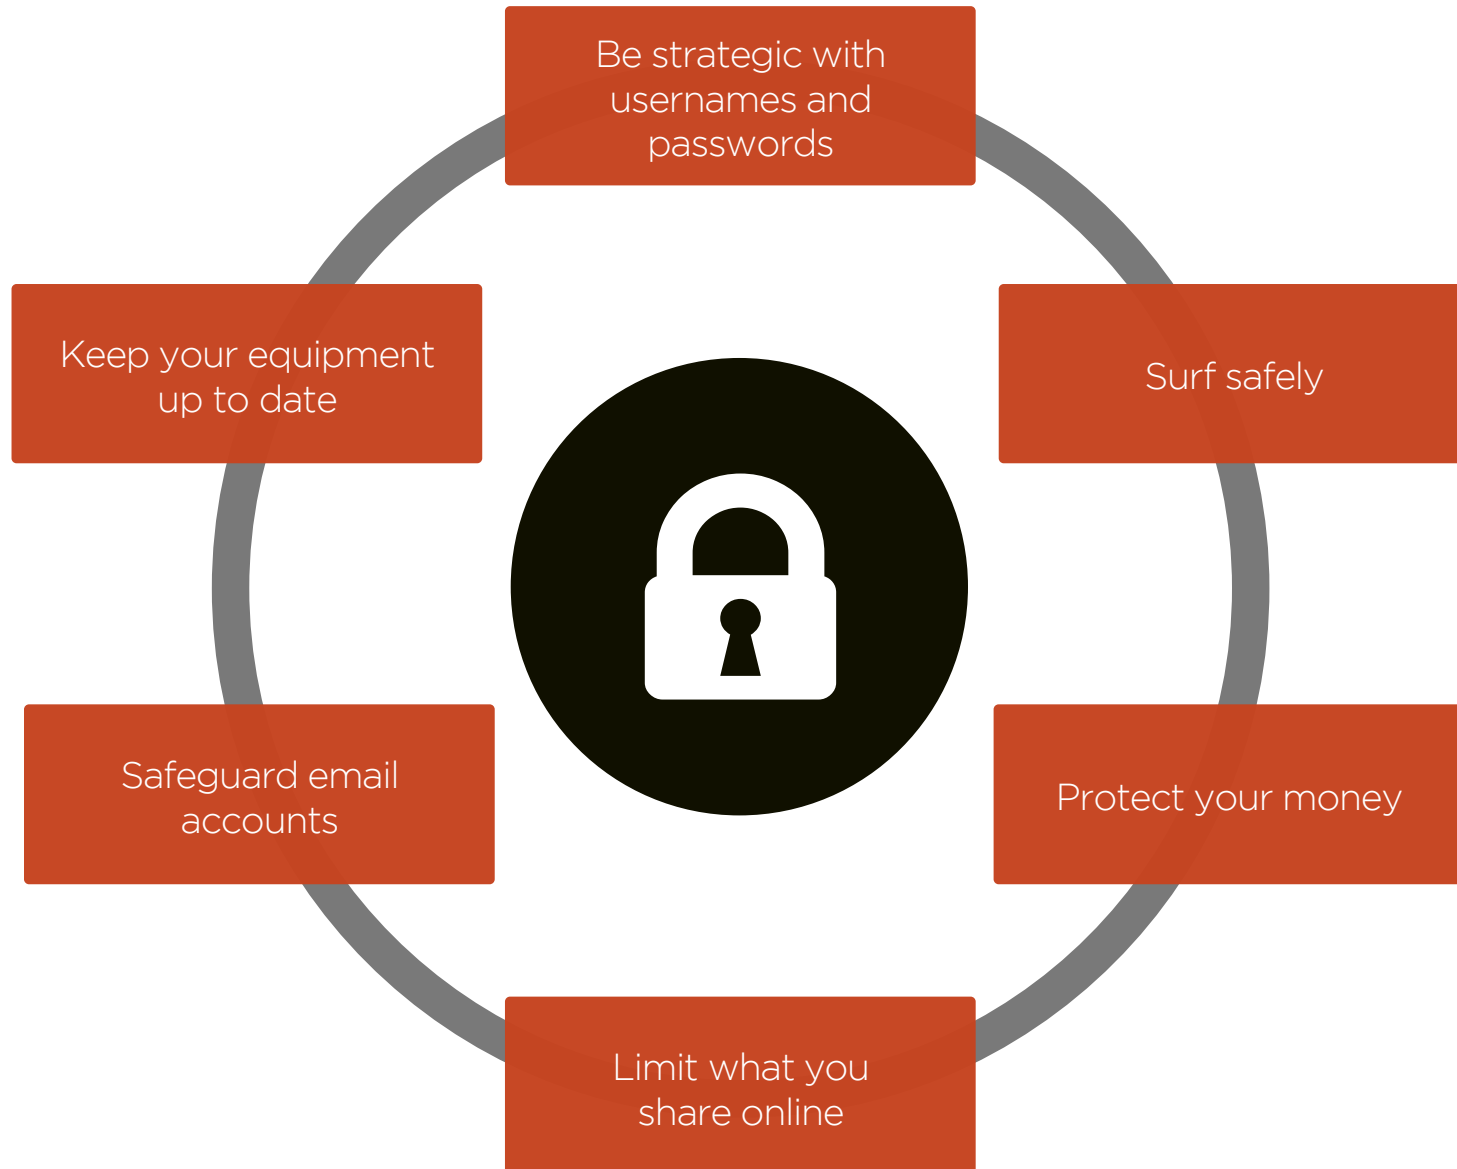 Be strategic with
usernames and
passwords
Keep your equipment
up to date
Surf safely
Safeguard email
accounts
Protect your money
Limit what you
share online